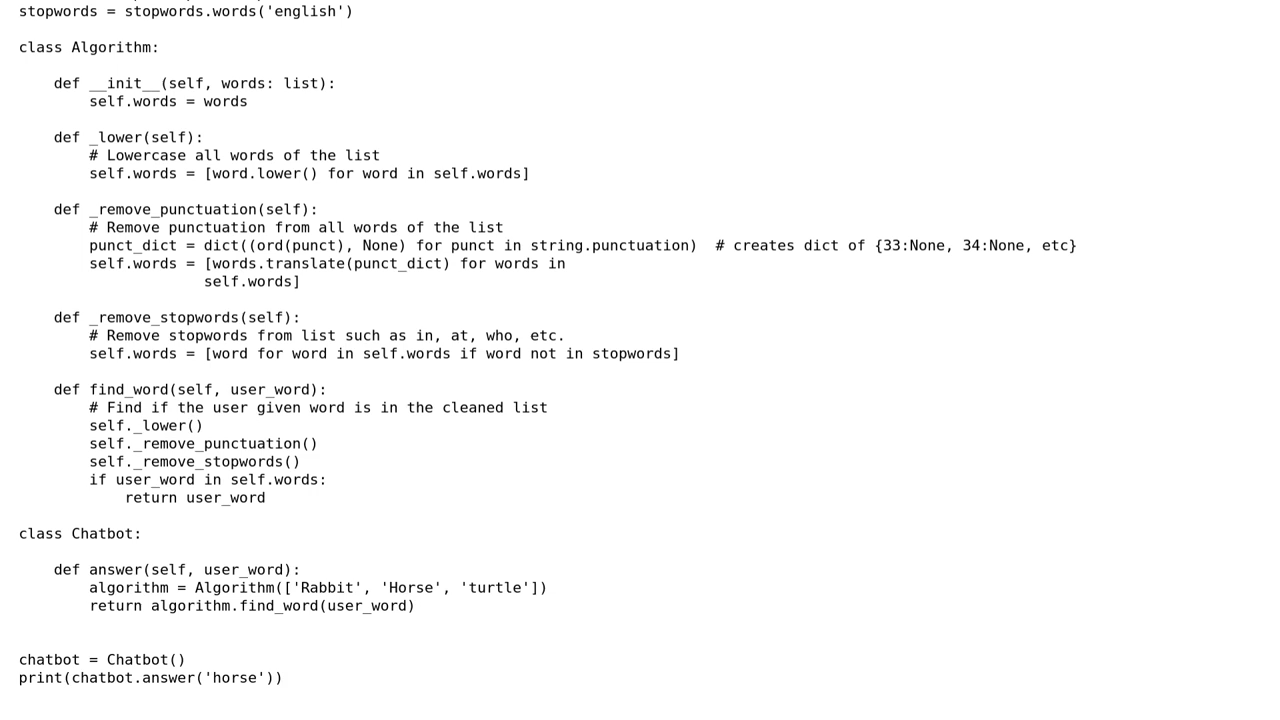 stopwords = stopwords.words('english')
class Algorithm:
    def __init__(self, words: list):
        self.words = words
    def _lower(self):
        # Lowercase all words of the list
        self.words = [word.lower() for word in self.words]
    def _remove_punctuation(self):
        # Remove punctuation from all words of the list
        punct_dict = dict((ord(punct), None) for punct in string.punctuation)  # creates dict of {33:None, 34:None, etc}
        self.words = [words.translate(punct_dict) for words in
                     self.words]
    def _remove_stopwords(self):
        # Remove stopwords from list such as in, at, who, etc.
        self.words = [word for word in self.words if word not in stopwords]
    def find_word(self, user_word):
        # Find if the user given word is in the cleaned list
        self._lower()
        self._remove_punctuation()
        self._remove_stopwords()
        if user_word in self.words:
            return user_word
class Chatbot:
    def answer(self, user_word):
        algorithm = Algorithm(['Rabbit', 'Horse', 'turtle'])
        return algorithm.find_word(user_word)
chatbot = Chatbot()
print(chatbot.answer('horse'))